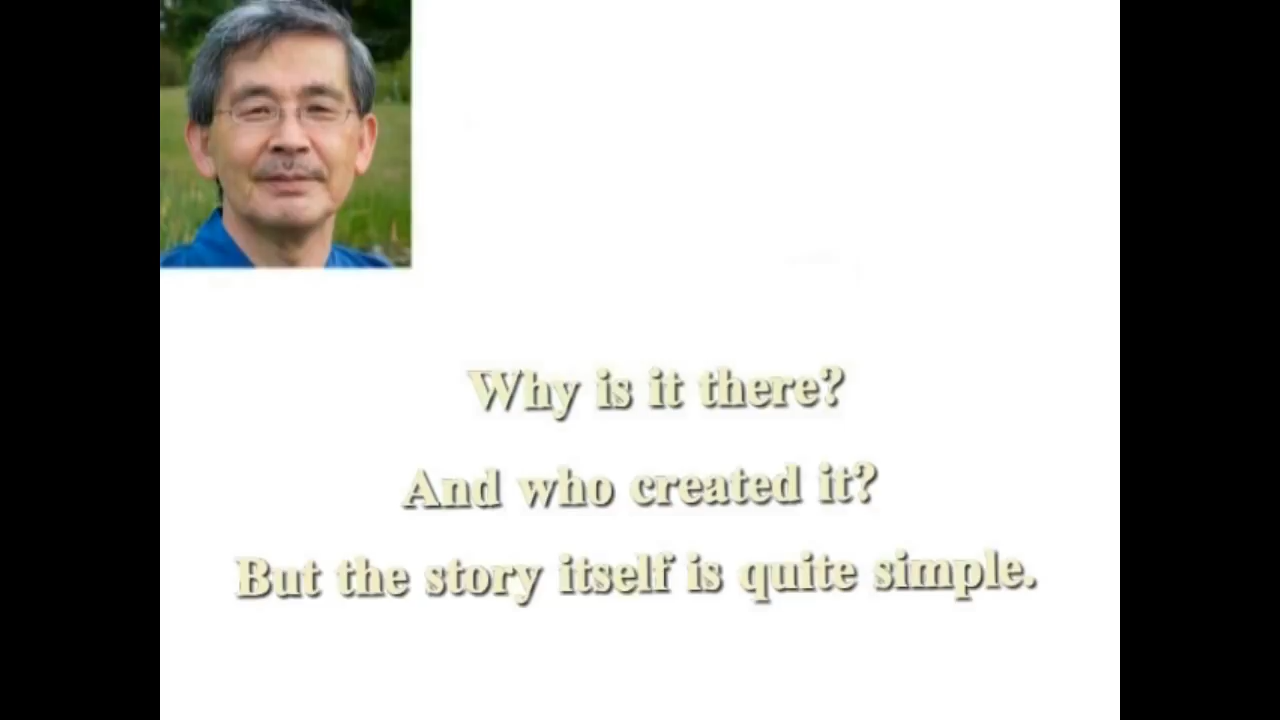 Why is it there?
And who created it?
But the story itself is quite simple.